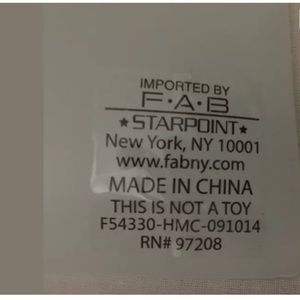 IMPORTED BY
F·A·B
★STARPOINT★
New York, NY 10001
www.fabny.com
MADE IN CHINA
THIS IS NOT A TOY
F54330-HMC-091014
RN# 97208